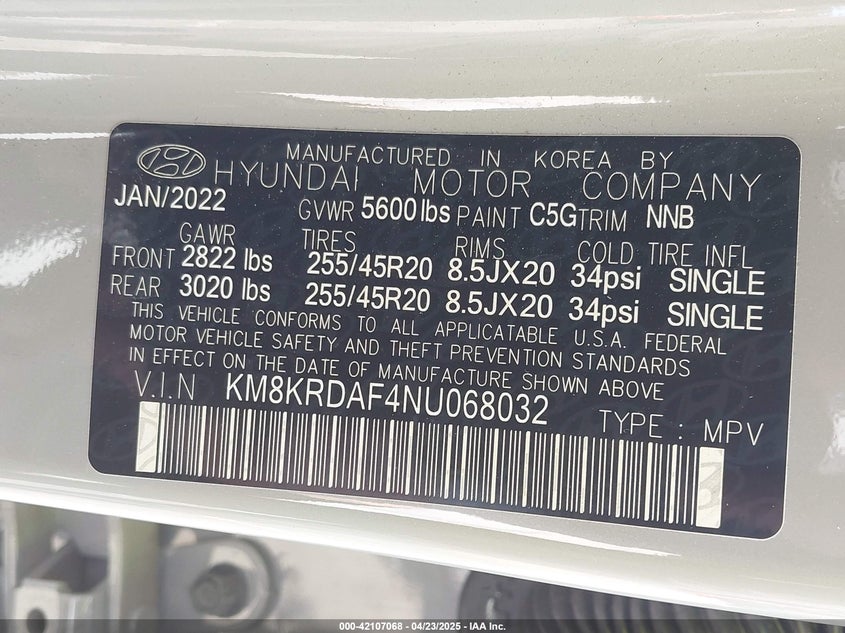 MANUFACTURED IN KOREA BY
HYUNDAI MOTOR COMPANY
JAN/2022 GVWR 5600 lbs PAINT C5G TRIM NNB
GAWR TIRES RIMS COLD TIRE INFL
FRONT 2822 lbs 255/45R20 8.5JX20 34psi SINGLE
REAR 3020 lbs 255/45R20 8.5JX20 34psi SINGLE
THIS VEHICLE CONFORMS TO ALL APPLICATABLE U.S.A. FEDERAL
MOTOR VEHICLE SAFETY AND THEFT PREVENTION STANDARDS
IN EFFECT ON THE DATE OF MANUFACTURE SHOWN ABOVE.
V.I.N KM8KRDAF4NU068032
TYPE : MPV
000-42107068 - 04/23/2025 - IAA Inc.